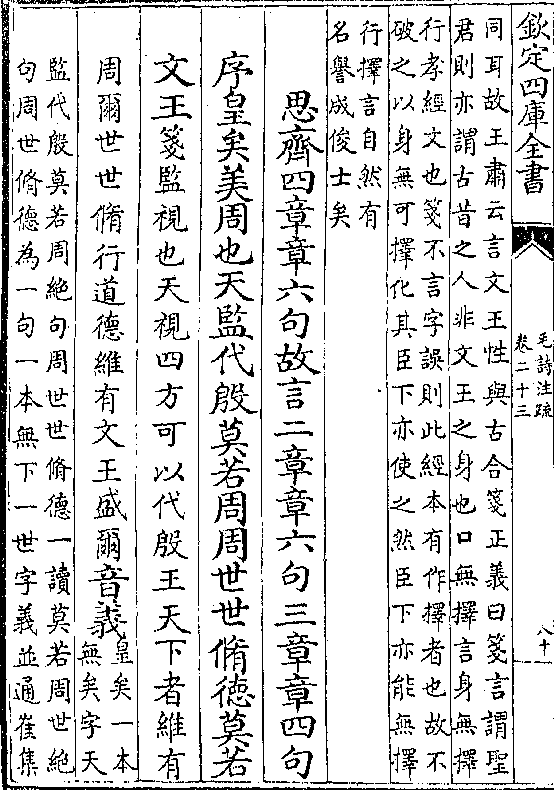 欽定四庫全書
毛詩注疏
卷二十三
八十
同耳故王肅云言文王性與古合箋正義曰箋言謂聖
君則亦謂古昔之人非文王之身也口無擇言身無擇
行孝經文也箋不言字誤則此經本有作擇者也故不
破之以身無可擇化其臣下亦使之然臣下亦能無擇
行擇言自然有
名譽成俊士矣
思齊四章章六句故言二章章六句三章章四句
序皇矣美周也天監代殷莫若周周世世脩德莫若
文王箋監視也天視四方可以代殷王天下者維有
周爾世世脩行道德維有文王盛爾音義皇矣一本
無矣字天
監代殷莫若周絶句周世世脩德一讀莫若周世絶
句周世脩德為一句一本無下一世字義並通崔集